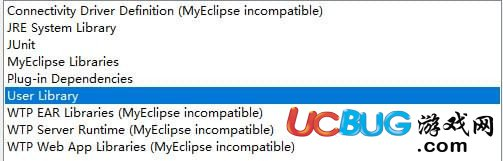 Connectivity Driver Definition (MyEclipse incompatible)
JRE System Library
JUnit
MyEclipse Libraries
Plug-in Dependencies
User Library
WTP EAR Libraries (MyEclipse incompatible)
WTP Server Runtime (MyEclipse incompatible)
WTP Web App Libraries (MyEclipse incompatible)
UCBUG游戏网
.com